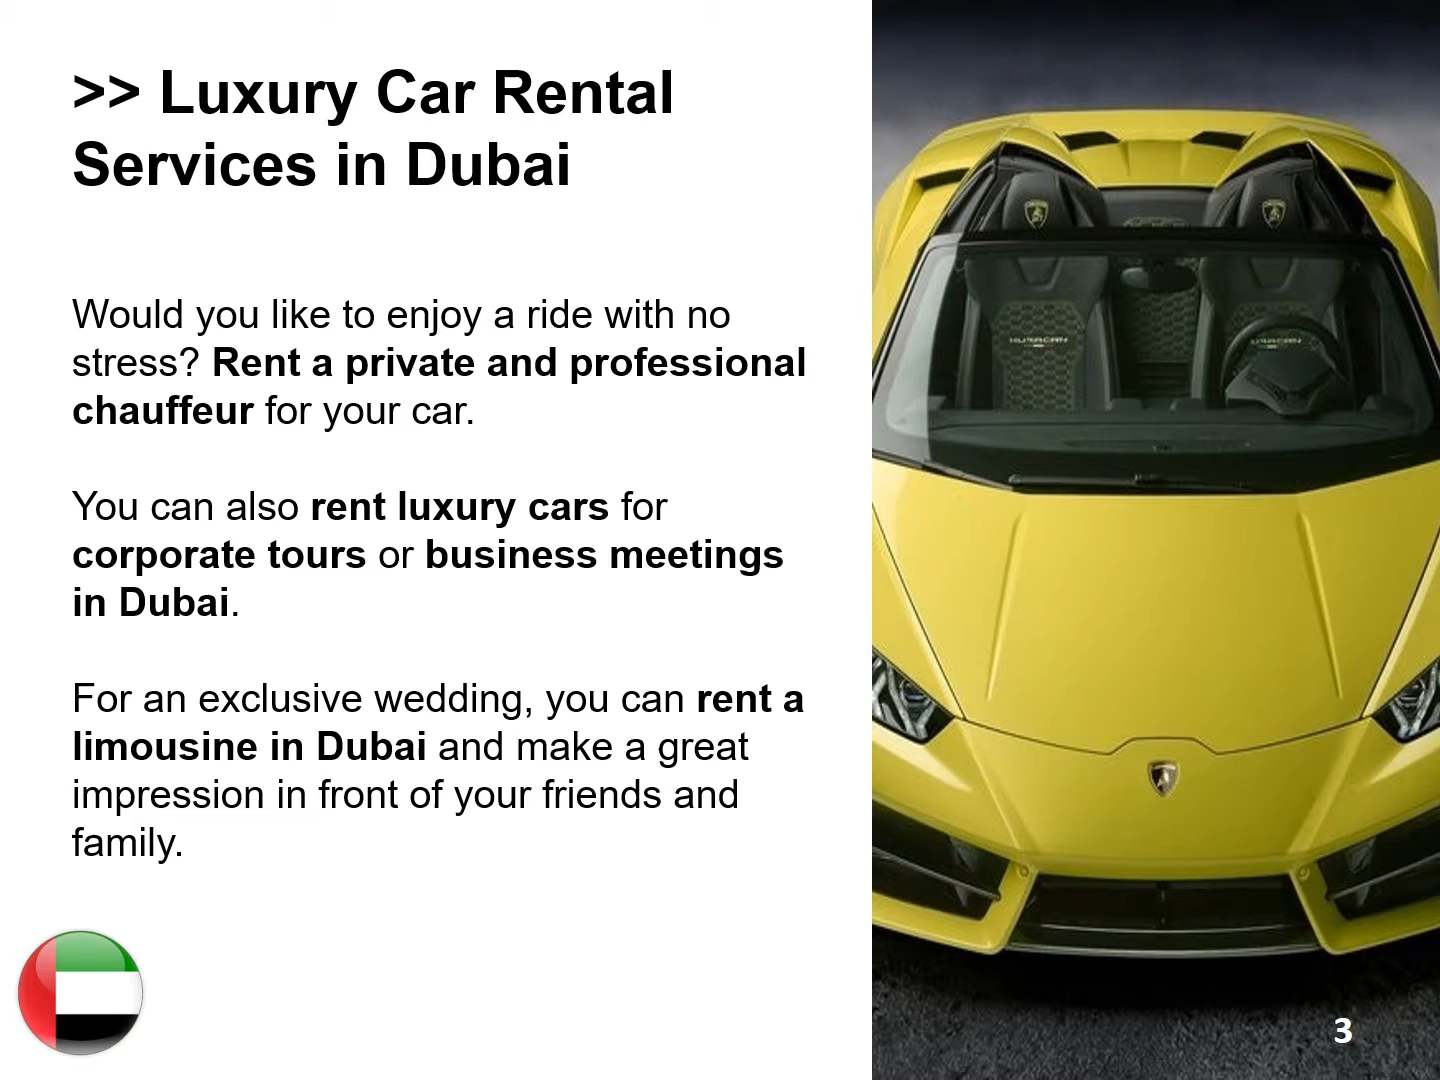 >> Luxury Car Rental
Services in Dubai
Would you like to enjoy a ride with no
stress? Rent a private and professional
chauffeur for your car.
You can also rent luxury cars for
corporate tours or business meetings
in Dubai.
For an exclusive wedding, you can rent a
limousine in Dubai and make a great
impression in front of your friends and
family.
HURACAN
HURACAN
3